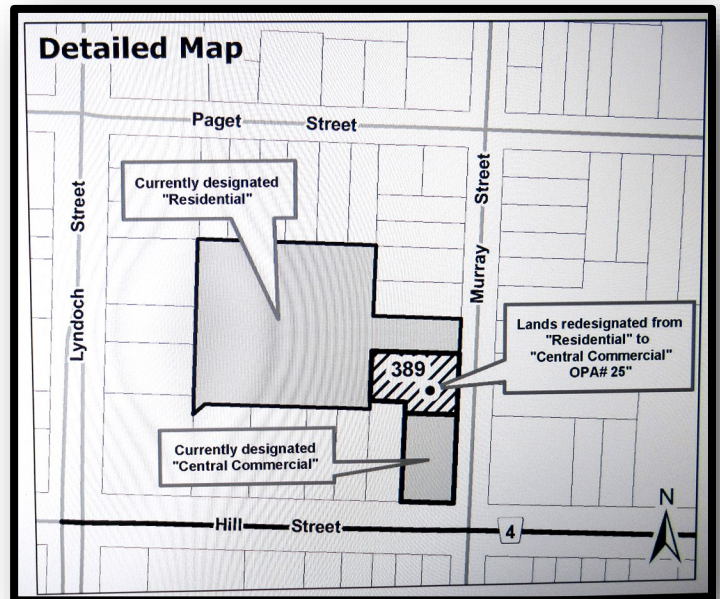 Detailed Map
Paget Street
Currently designated
"Residential"
Lyndoch Street
Murray Street
Lands redesignated from
"Residential" to
"Central Commercial"
OPA# 25"
389
Currently designated
"Central Commercial"
N
Hill Street
4